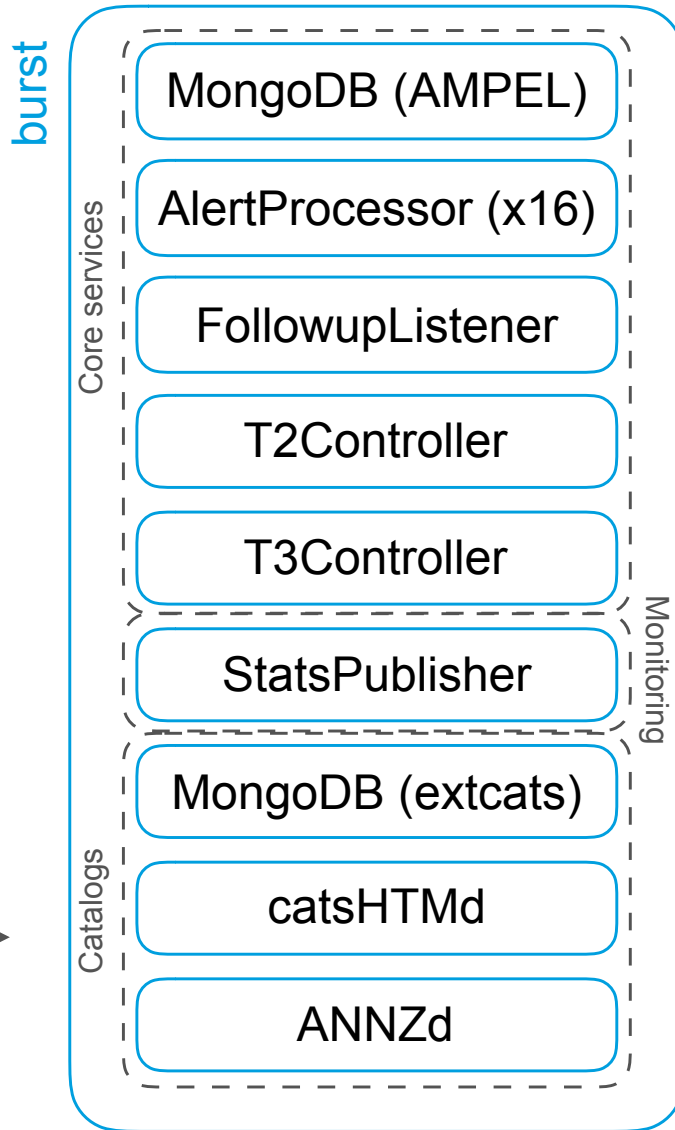 burst
Core services
MongoDB (AMPEL)
AlertProcessor (x16)
FollowupListener
T2Controller
T3Controller
Monitoring
StatsPublisher
Catalogs
MongoDB (extcats)
catsHTMd
ANNZd